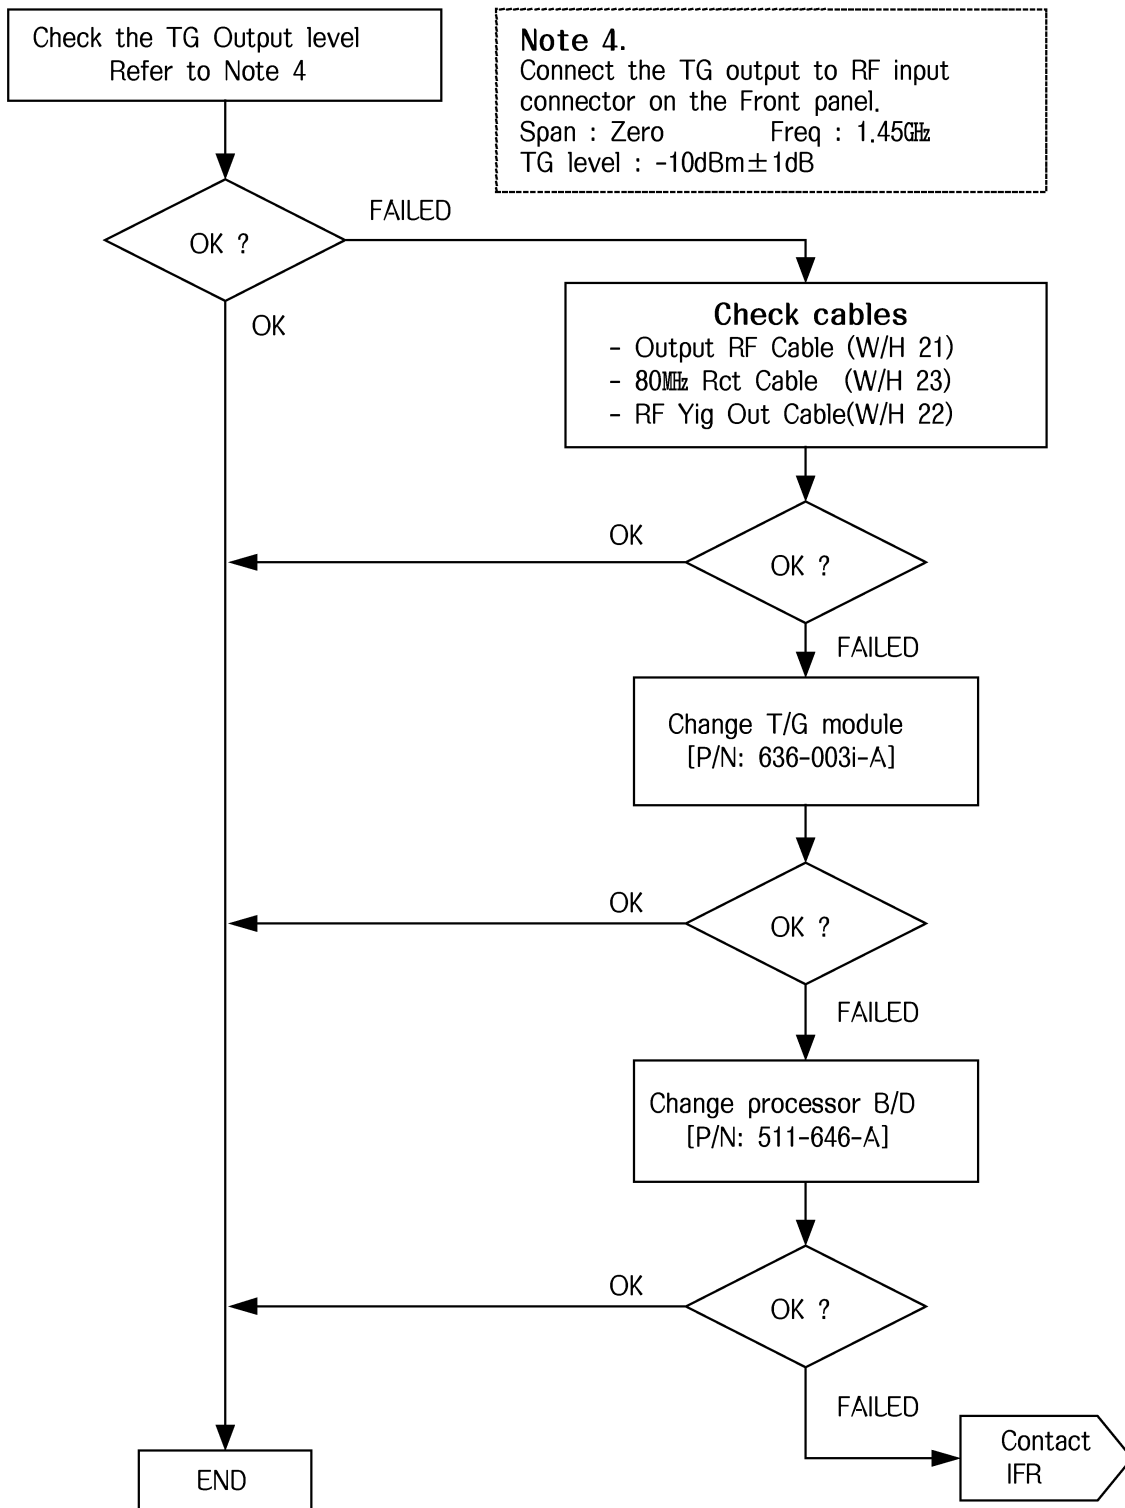 Check the TG Output level
Refer to Note 4
Note 4.
Connect the TG output to RF input
connector on the Front panel.
Span : Zero Freq : 1.45GHz
TG level : -10dBm±1dB
OK ?
FAILED
OK
Check cables
- Output RF Cable (W/H 21)
- 80MHz Rct Cable (W/H 23)
- RF Yig Out Cable(W/H 22)
OK
OK ?
FAILED
Change T/G module
[P/N: 636-003i-A]
OK
OK ?
FAILED
Change processor B/D
[P/N: 511-646-A]
OK
OK ?
FAILED
Contact
IFR
END